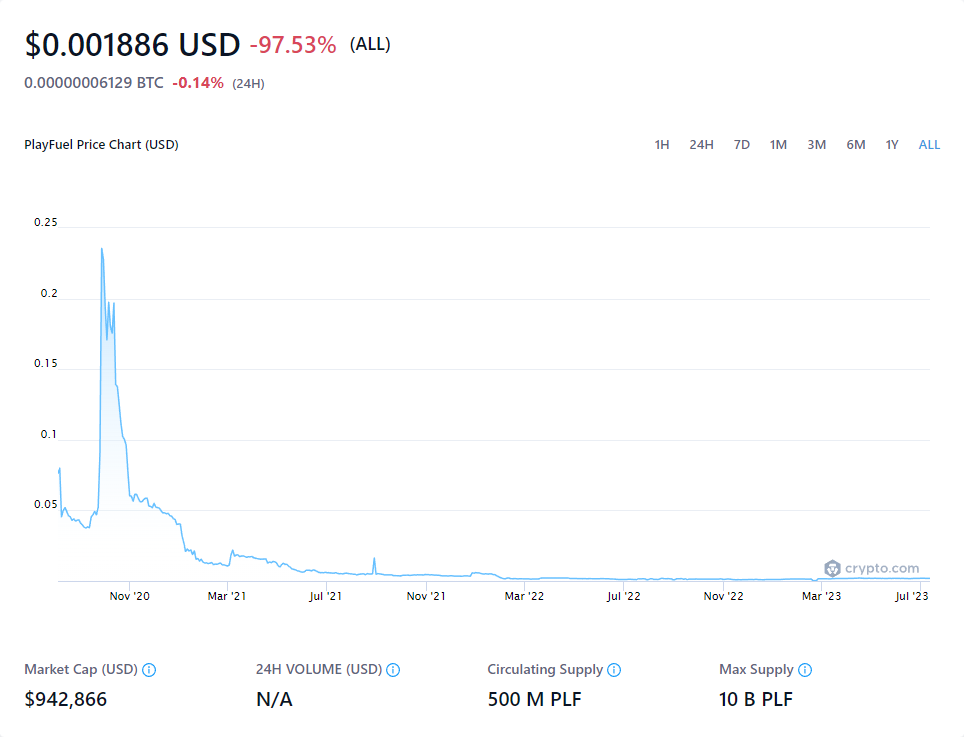 $0.001886 USD -97.53% (ALL)
0.00000006129 BTC -0.14% (24H)
PlayFuel Price Chart (USD) 1H 24H 7D 1M 3M 6M 1Y ALL
0.25
0.2
0.15
0.1
0.05
crypto.com
Nov '20 Mar '21 Jul '21 Nov '21 Mar '22 Jul '22 Nov '22 Mar '23 Jul '23
Market Cap (USD) 24H VOLUME (USD) Circulating Supply Max Supply
$942,866 N/A 500 M PLF 10 B PLF